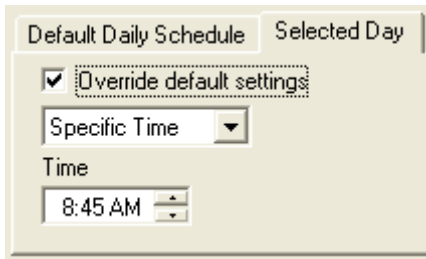 Default Daily Schedule Selected Day
Override default settings
Specific Time
Time
8:45 AM